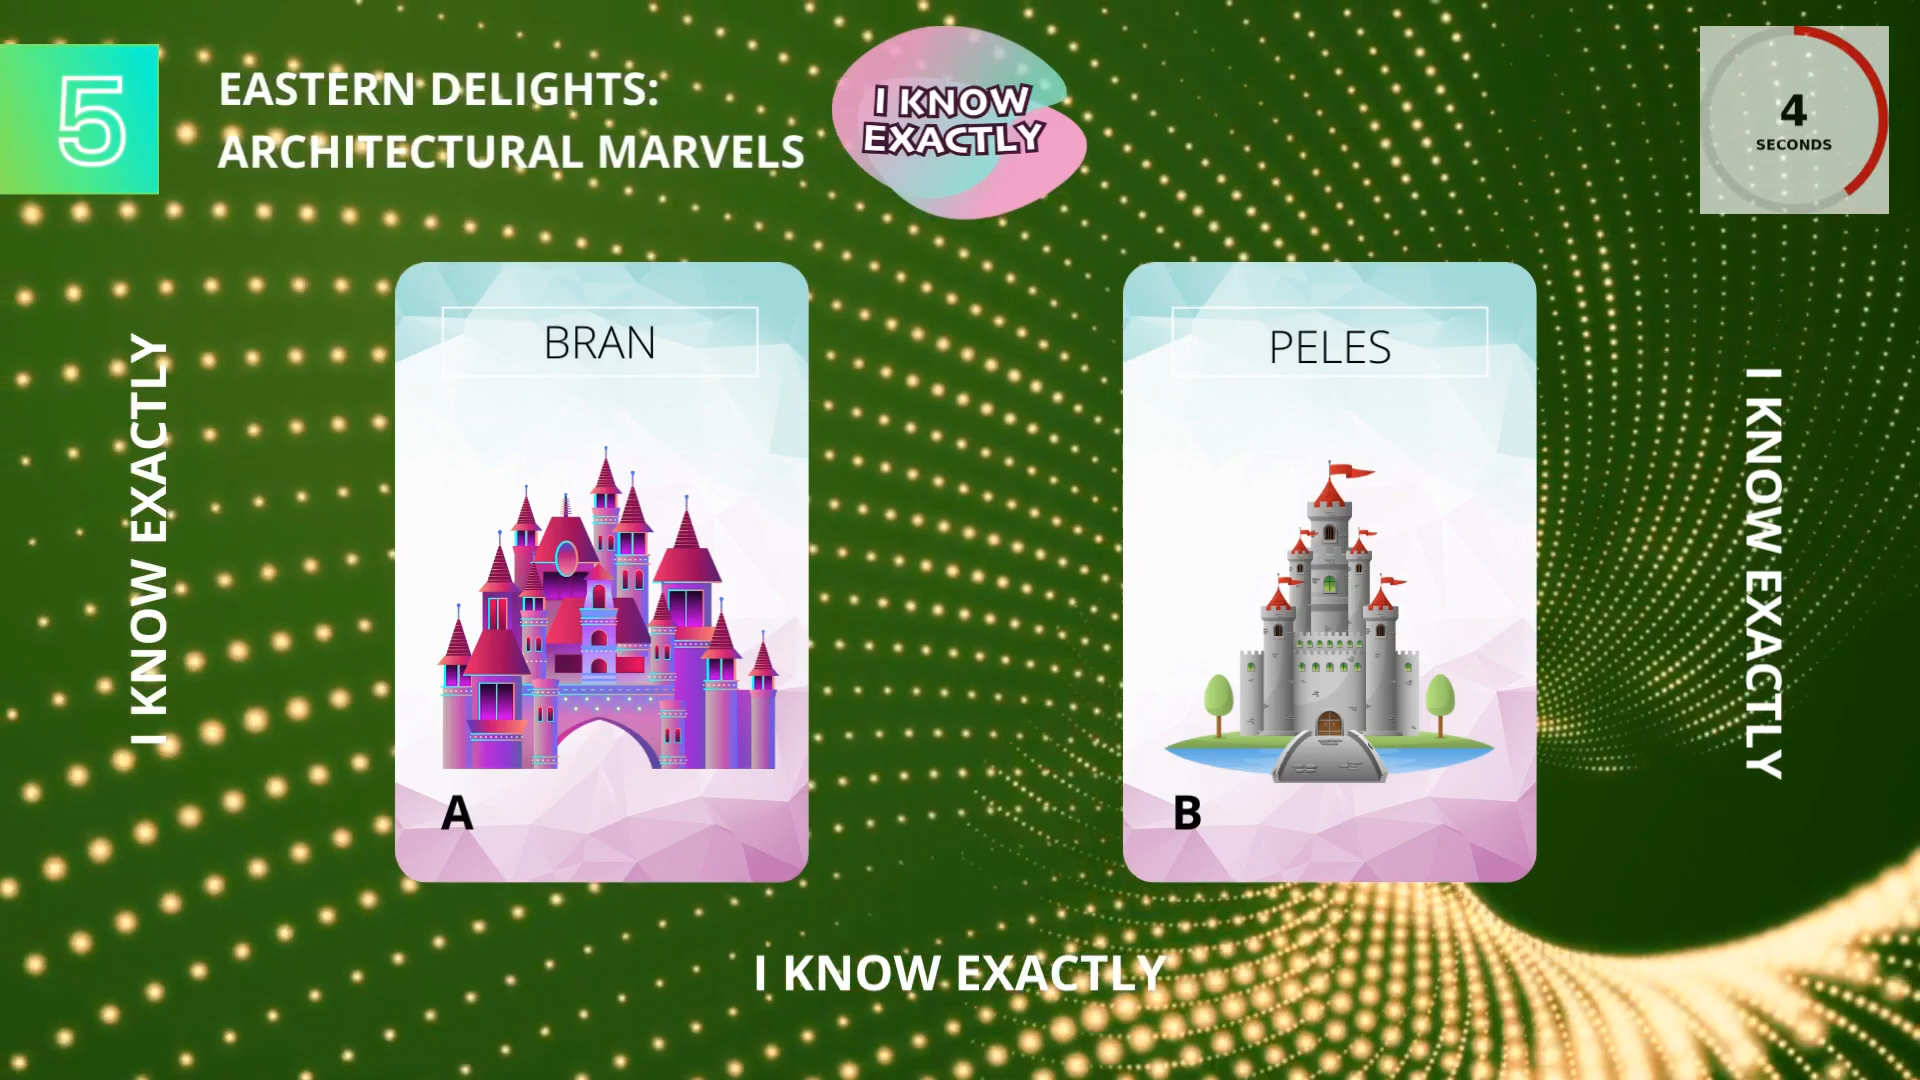 5
EASTERN DELIGHTS:
ARCHITECTURAL MARVELS
I KNOW
EXACTLY
4
SECONDS
I KNOW EXACTLY
BRAN
A
PELES
B
I KNOW EXACTLY
I KNOW EXACTLY